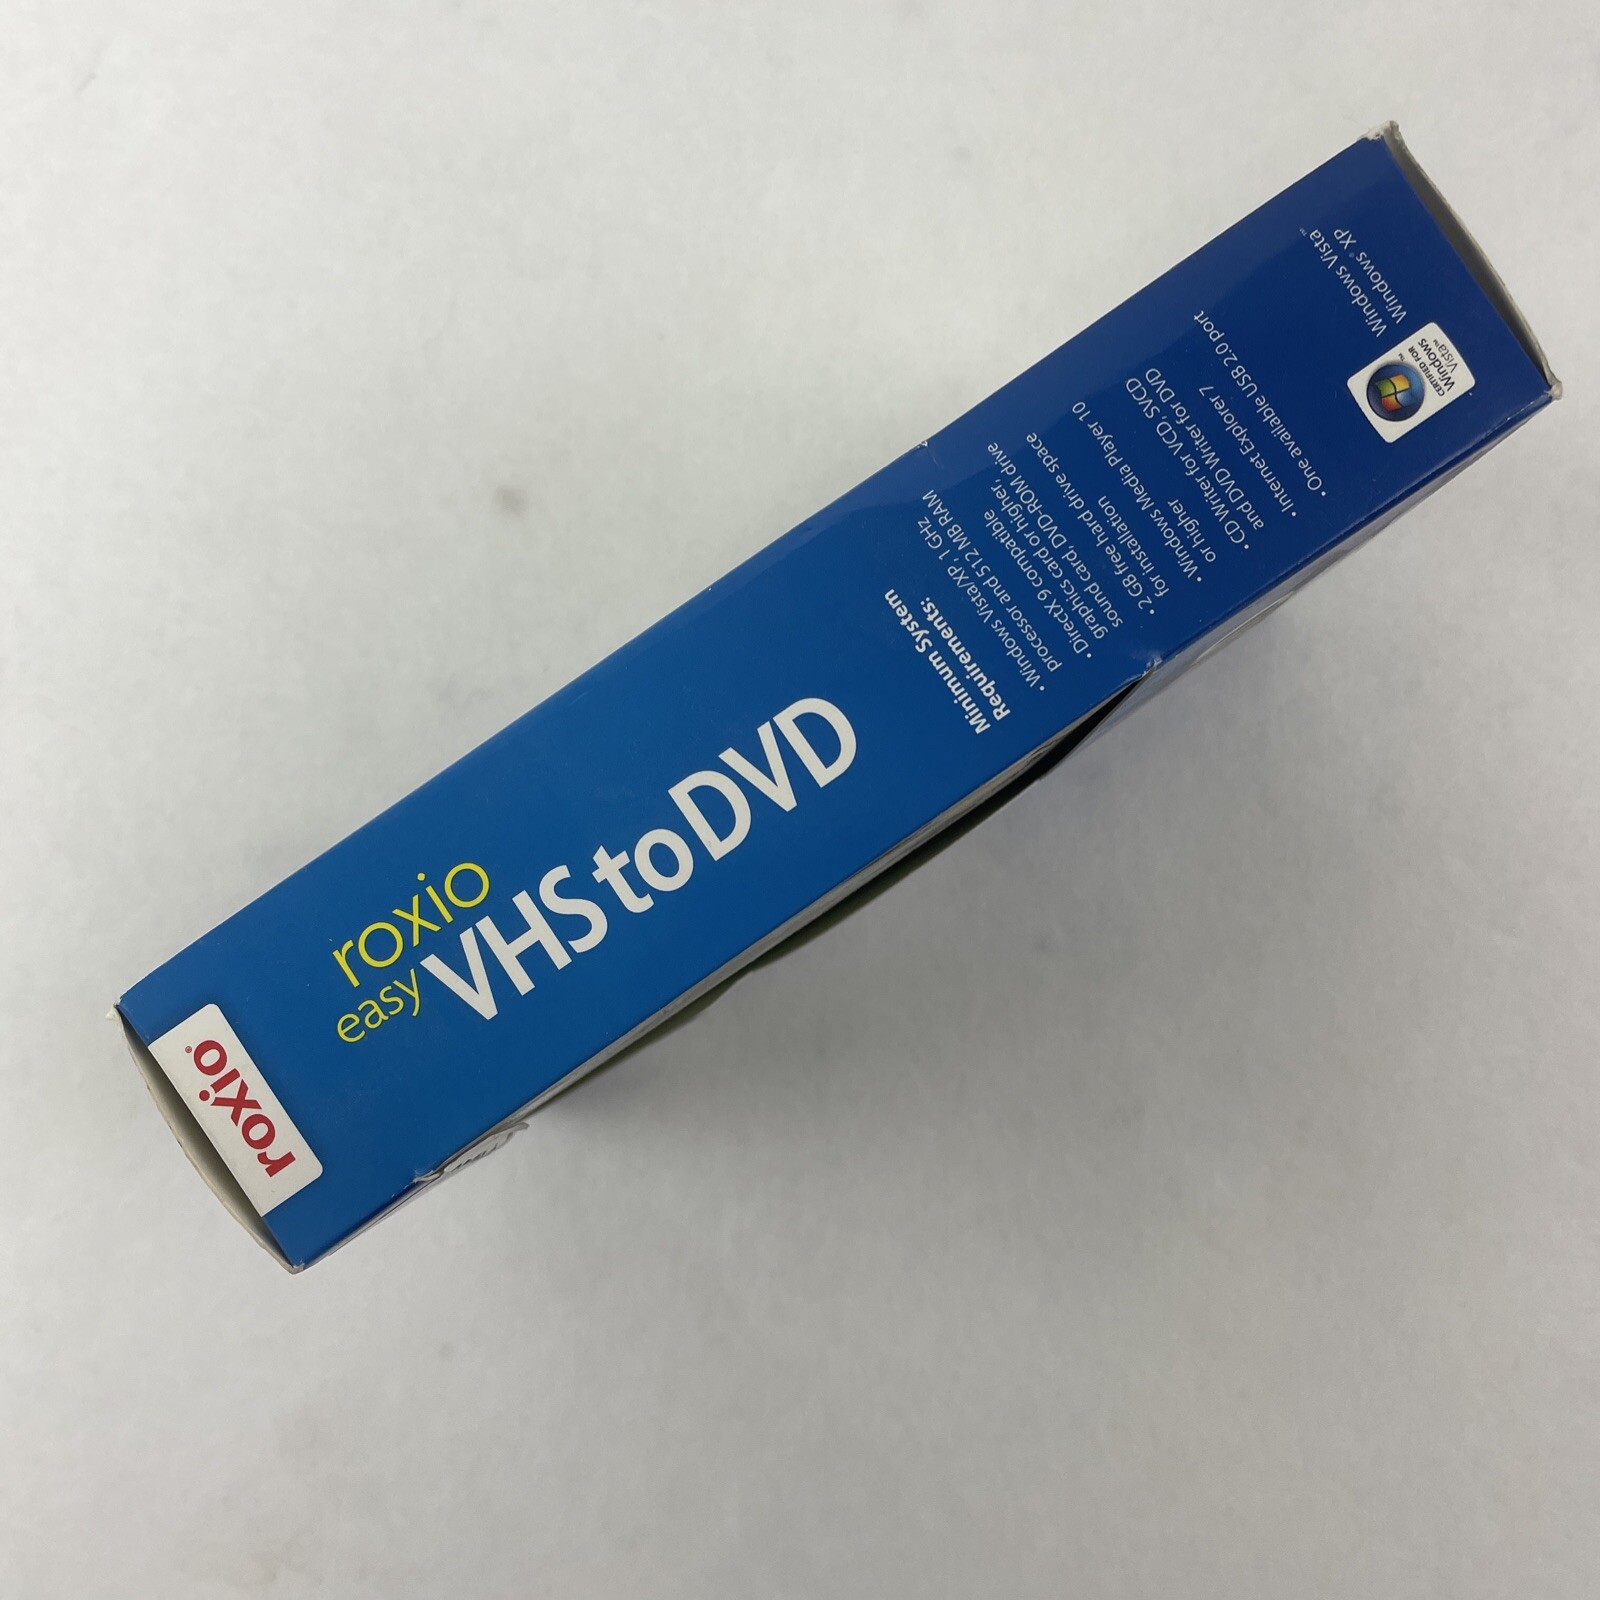 roxio®
roxio
easy
VHS to DVD
Minimum System
Requirements:
• Windows Vista/XP, 1 GHz
processor and 512 MB RAM
• DirectX 9 compatible
graphics card or higher,
sound card, DVD-ROM drive
• 2 GB free hard drive space
for installation
• Windows Media Player 10
or higher
• CD Writer for VCD, SVCD
and DVD Writer for DVD
• Internet Explorer 7
• One available USB 2.0 port
Windows Vista™
Windows® XP
CERTIFIED FOR
Windows
Vista™